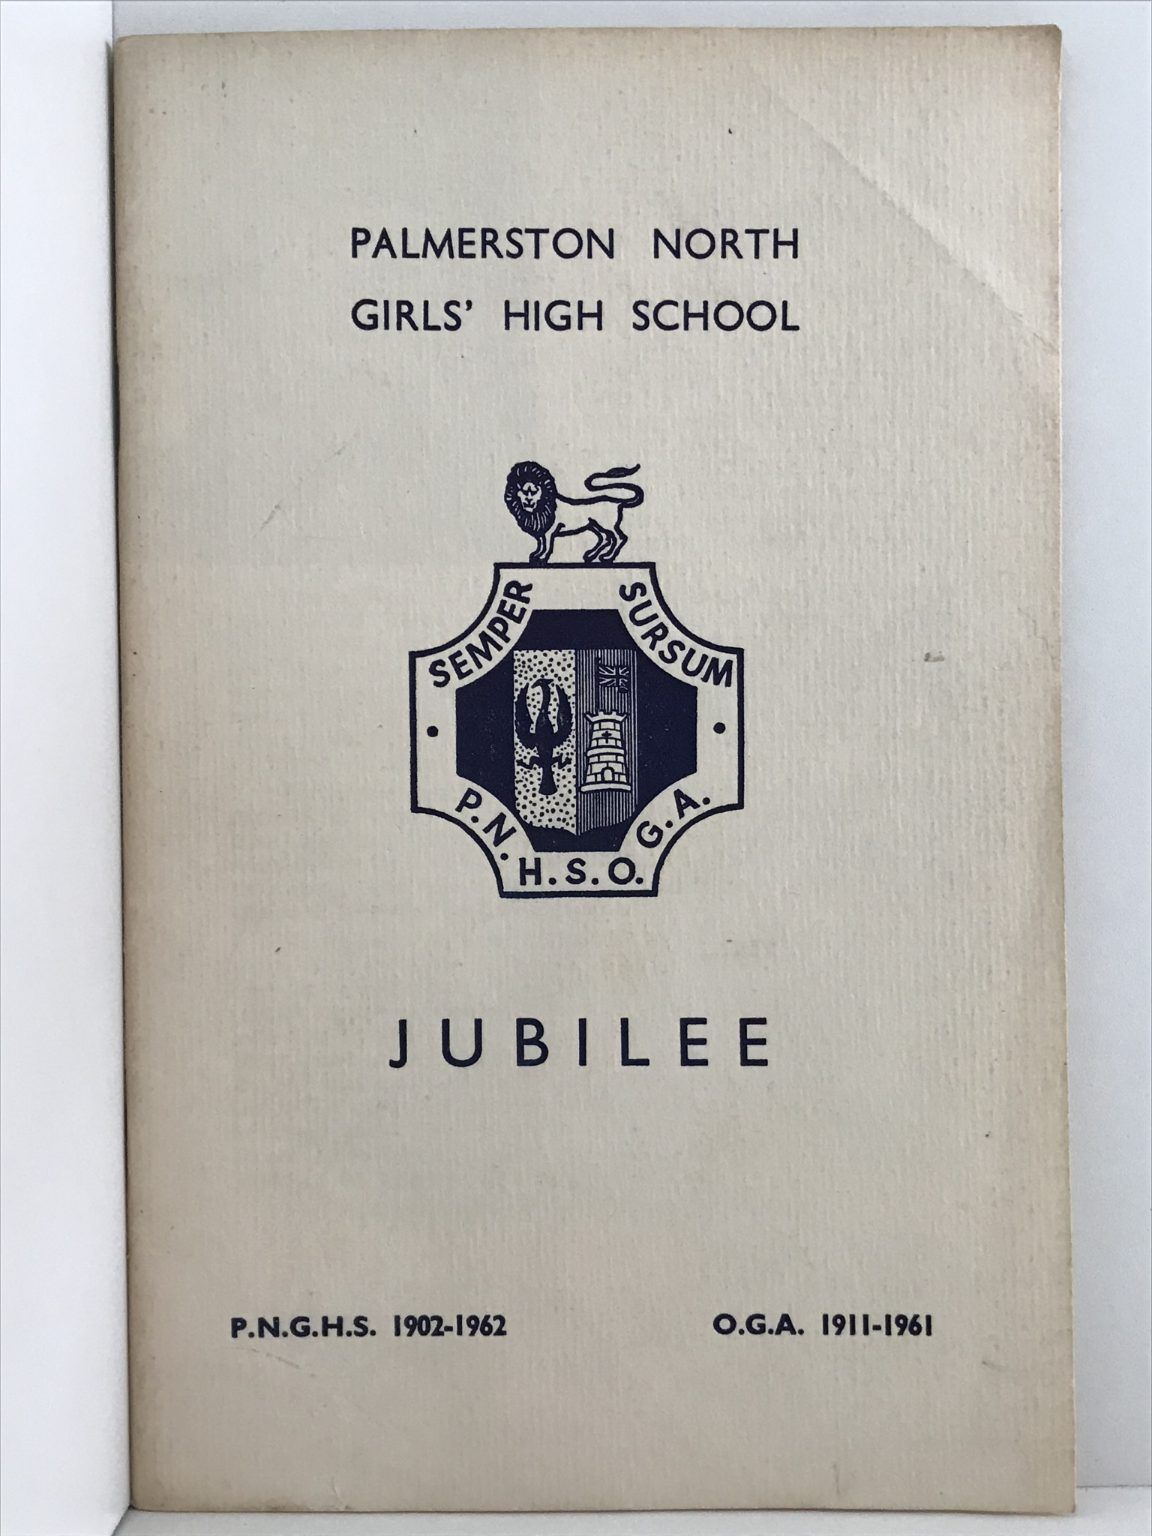 PALMERSTON NORTH
GIRLS' HIGH SCHOOL
SEMPER SURSUM
P.N.H.S.O.G.A.
JUBILEE
P.N.G.H.S. 1902-1962
O.G.A. 1911-1961